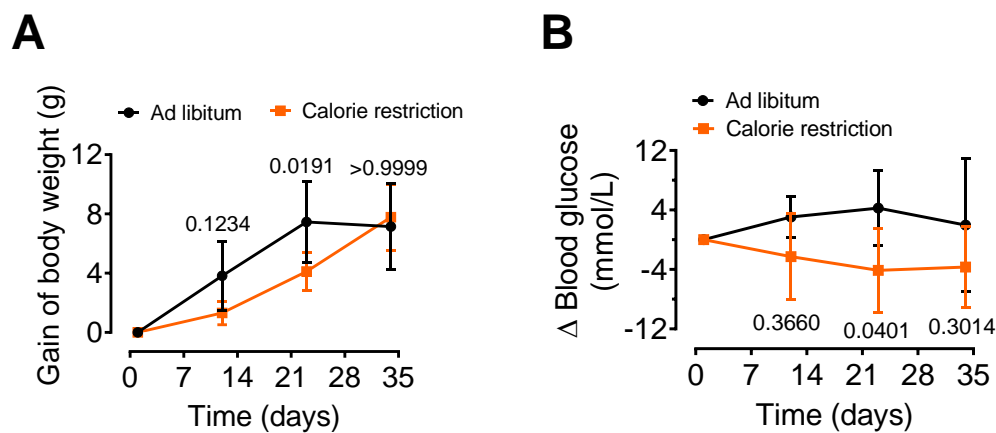 A
Ad libitum
Calorie restriction
Gain of body weight (g)
12
8
4
0
0.1234
0.0191
>0.9999
0
7
14
21
28
35
Time (days)
B
Ad libitum
Calorie restriction
Δ Blood glucose
(mmol/L)
12
4
-4
-12
0.3660
0.0401
0.3014
0
7
14
21
28
35
Time (days)